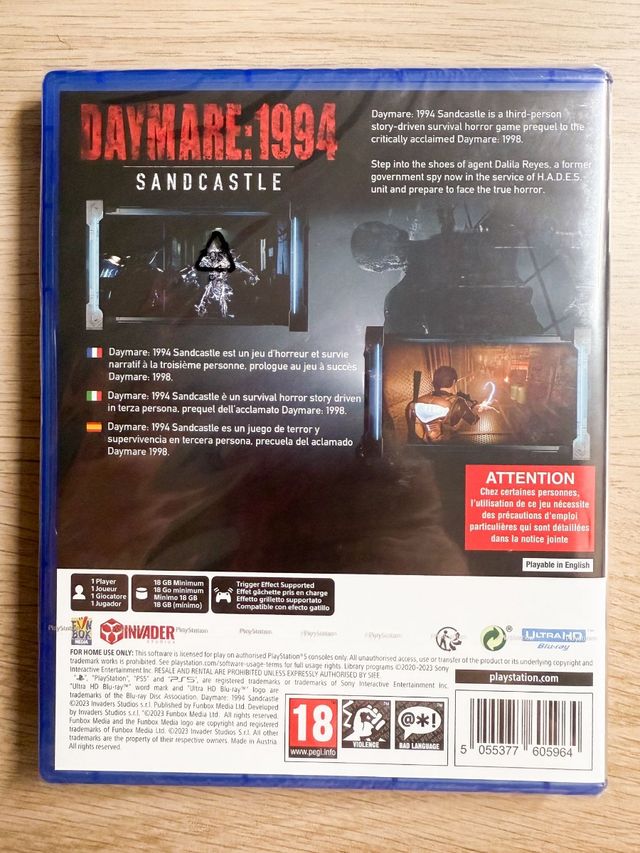 DAYMARE:1994
SANDCASTLE
Daymare: 1994 Sandcastle is a third-person
story-driven survival horror game prequel to the
critically acclaimed Daymare: 1998.
Step into the shoes of agent Dalila Reyes, a former
government spy now in the service of H.A.D.E.S.
unit and prepare to face the true horror.
Daymare: 1994 Sandcastle est un jeu d'horreur et survie
narratif à la troisième personne, prologue au jeu à succès
Daymare: 1998.
Daymare: 1994 Sandcastle è un survival horror story driven
in terza persona, prequel dell'acclamato Daymare: 1998.
Daymare: 1994 Sandcastle es un juego de terror y
supervivencia en tercera persona, precuela del aclamado
Daymare 1998.
ATTENTION
Chez certaines personnes,
l'utilisation de ce jeu nécessite
des précautions d'emploi
particulières qui sont détaillées
dans la notice jointe
Playable in English
1 Player
1 Joueur
1 Giocatore
1 Jugador
18 GB Minimum
18 Go minimum
Minimo 18 GB
18 GB (mínimo)
Trigger Effect Supported
Effet gâchette pris en charge
Effetto grilletto supportato
Compatible con efecto gatillo
FUN BOX MEDIA
INVADER
STUDIOS
PlayStation PlayStation PlayStation PlayStation
ULTRA HD
Blu-ray
FOR HOME USE ONLY: This software is licensed for play on authorised PlayStation®5 consoles only. All unauthorised access, use or transfer of the product or its underlying copyright and
trademark works is prohibited. See playstation.com/software-usage-terms for full usage rights. Library programs ©2020-2023 Sony
Interactive Entertainment Inc. RESALE AND RENTAL ARE PROHIBITED UNLESS EXPRESSLY AUTHORISED BY SIEE.
"PlayStation", "PS5" and "PS5", are registered trademarks or trademarks of Sony Interactive Entertainment Inc.
"Ultra HD Blu-ray™" word mark and "Ultra HD Blu-ray™" logo are
trademarks of the Blu-ray Disc Association. Daymare: 1994 Sandcastle
©2023 Invaders Studios s.r.l. Published by Funbox Media Ltd. Developed
by Invaders Studios s.r.l. ©2023 Funbox Media Ltd. All rights reserved.
Funbox Media and the Funbox Media logo are copyright and registered
trademarks of Funbox Media Ltd. ©2023 Invader Studios S.r.l. All other
trademarks are the property of their respective owners. Made in Austria.
All rights reserved.
playstation.com
18
www.pegi.info
VIOLENCE
@*!
BAD LANGUAGE
5 055377 605964